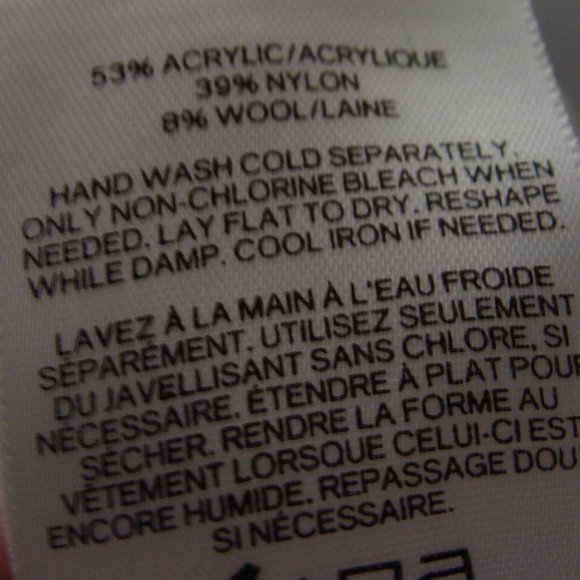 53% ACRYLIC/ACRYLIQUE
39% NYLON
8% WOOL/LAINE
HAND WASH COLD SEPARATELY.
ONLY NON-CHLORINE BLEACH WHEN
NEEDED. LAY FLAT TO DRY. RESHAPE
WHILE DAMP. COOL IRON IF NEEDED.
LAVEZ À LA MAIN À L'EAU FROIDE
SÉPARÉMENT. UTILISEZ SEULEMENT
DU JAVELLISANT SANS CHLORE, SI
NÉCESSAIRE. ÉTENDRE À PLAT POUR
SÉCHER. RENDRE LA FORME AU
VÊTEMENT LORSQUE CELUI-CI EST
ENCORE HUMIDE. REPASSAGE DOU
SI NÉCESSAIRE.